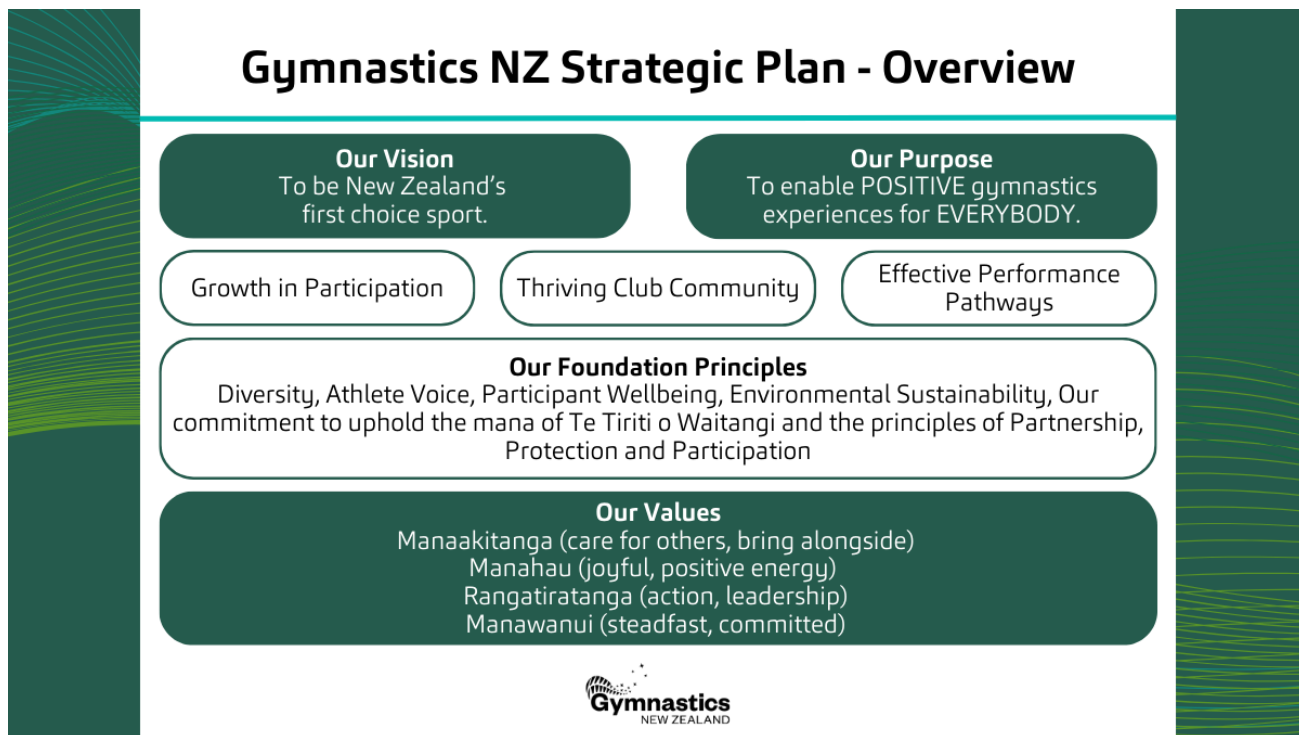 Gymnastics NZ Strategic Plan - Overview
Our Vision
To be New Zealand's
first choice sport.
Our Purpose
To enable POSITIVE gymnastics
experiences for EVERYBODY.
Growth in Participation
Thriving Club Community
Effective Performance
Pathways
Our Foundation Principles
Diversity, Athlete Voice, Participant Wellbeing, Environmental Sustainability, Our
commitment to uphold the mana of Te Tiriti o Waitangi and the principles of Partnership,
Protection and Participation
Our Values
Manaakitanga (care for others, bring alongside)
Manahau (joyful, positive energy)
Rangatiratanga (action, leadership)
Manawanui (steadfast, committed)
Gymnastics
NEW ZEALAND